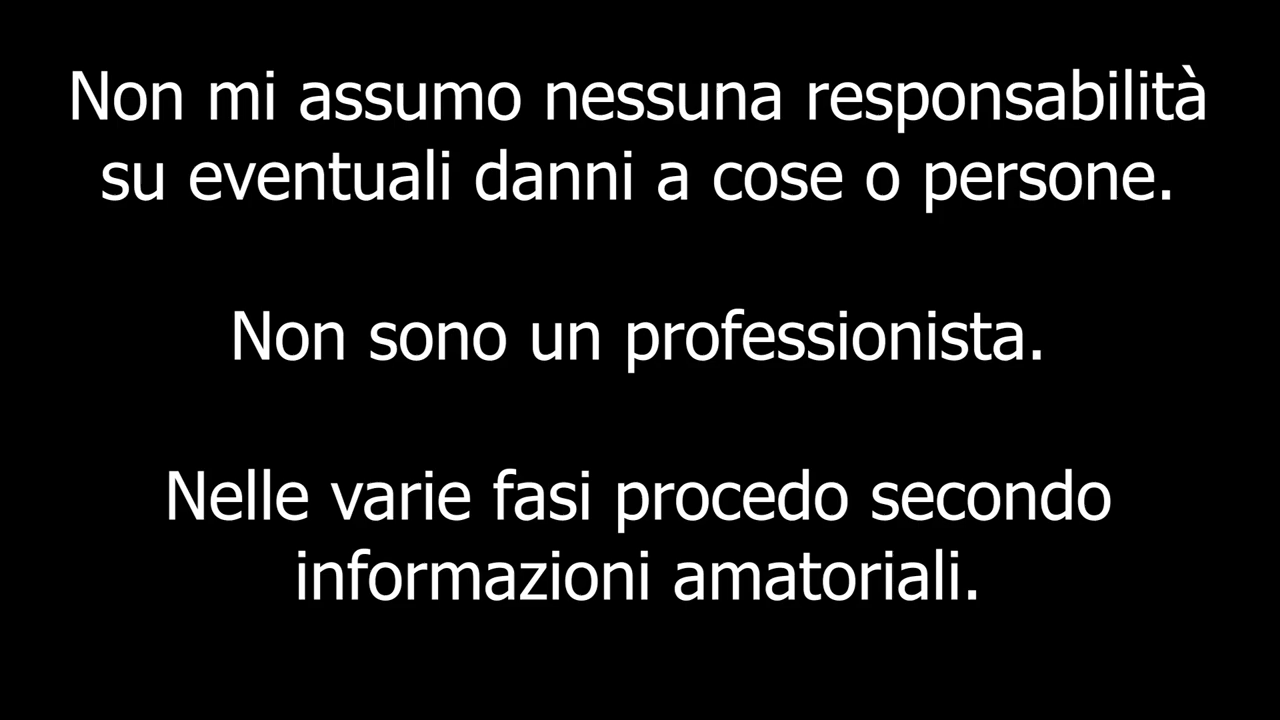 Non mi assumo nessuna responsabilità
su eventuali danni a cose o persone.
Non sono un professionista.
Nelle varie fasi procedo secondo
informazioni amatoriali.